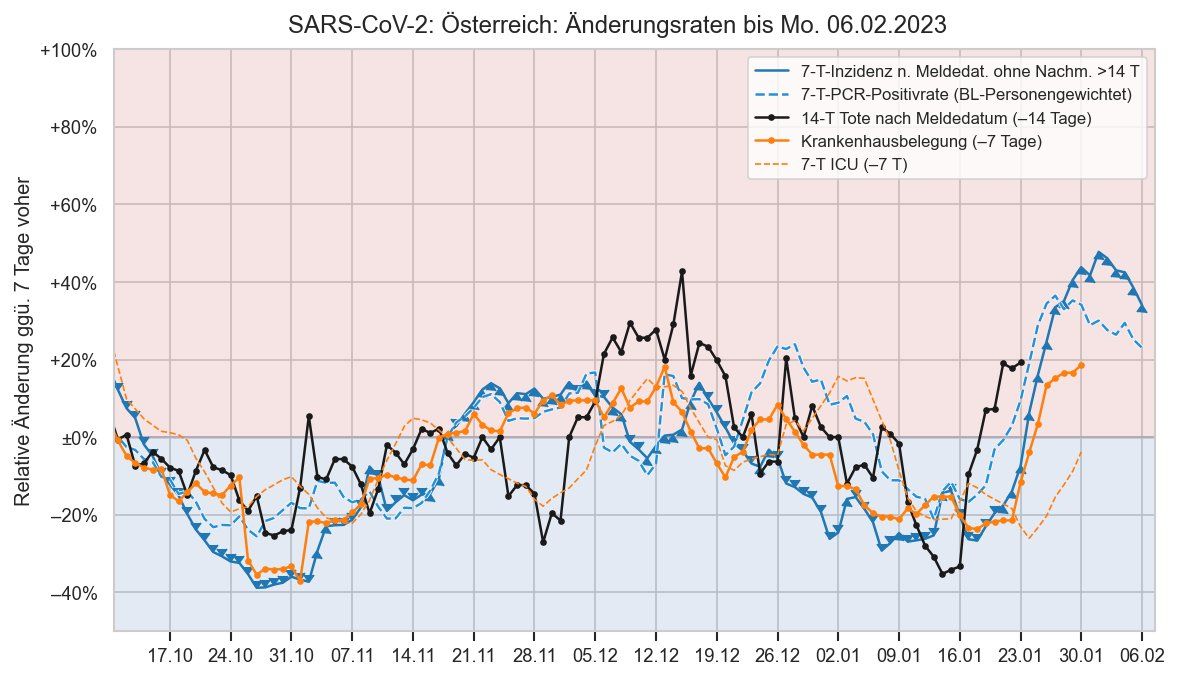 SARS-CoV-2: Österreich: Änderungsraten bis Mo. 06.02.2023
+100%
+80%
+60%
+40%
+20%
±0%
–20%
–40%
Relative Änderung ggü. 7 Tage voher
7-T-Inzidenz n. Meldedat. ohne Nachm. >14 T
7-T-PCR-Positivrate (BL-Personengewichtet)
14-T Tote nach Meldedatum (–14 Tage)
Krankenhausbelegung (–7 Tage)
7-T ICU (–7 T)
17.10 24.10 31.10 07.11 14.11 21.11 28.11 05.12 12.12 19.12 26.12 02.01 09.01 16.01 23.01 30.01 06.02